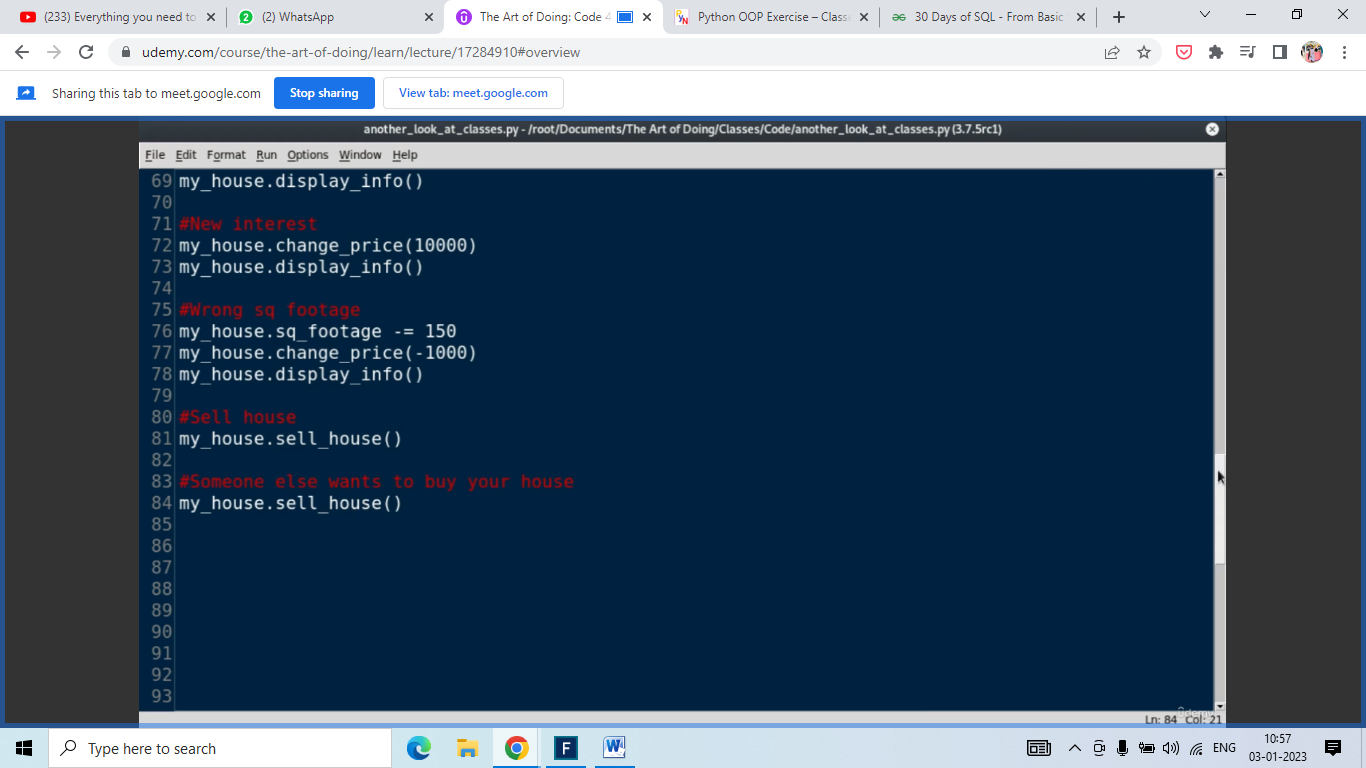 (233) Everything you need to
(2) WhatsApp
The Art of Doing: Code 4
Python OOP Exercise – Classe
30 Days of SQL - From Basic
udemy.com/course/the-art-of-doing/learn/lecture/17284910#overview
Sharing this tab to meet.google.com
Stop sharing
View tab: meet.google.com
another_look_at_classes.py - /root/Documents/The Art of Doing/Classes/Code/another_look_at_classes.py (3.7.5rc1)
File Edit Format Run Options Window Help
69 my_house.display_info()
70
71 #New interest
72 my_house.change_price(10000)
73 my_house.display_info()
74
75 #Wrong sq footage
76 my_house.sq_footage -= 150
77 my_house.change_price(-1000)
78 my_house.display_info()
79
80 #Sell house
81 my_house.sell_house()
82
83 #Someone else wants to buy your house
84 my_house.sell_house()
85
86
87
88
89
90
91
92
93
Udemy
Ln: 84 Col: 21
Type here to search
F
W
ENG
10:57
03-01-2023